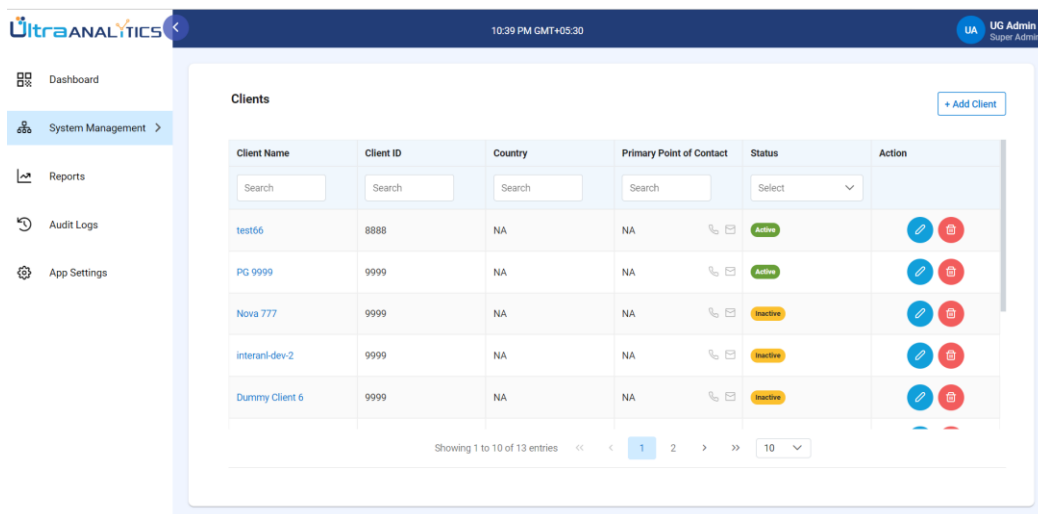 ÜltraANALYTICS
10:39 PM GMT+05:30
UA
UG Admin
Super Admin
Dashboard
System Management
Reports
Audit Logs
App Settings
Clients
+ Add Client
Client Name Client ID Country Primary Point of Contact Status Action
Search Search Search Search Select
test66 8888 NA NA Active
PG 9999 9999 NA NA Active
Nova 777 9999 NA NA Inactive
interanl-dev-2 9999 NA NA Inactive
Dummy Client 6 9999 NA NA Inactive
Showing 1 to 10 of 13 entries << < 1 2 > >> 10